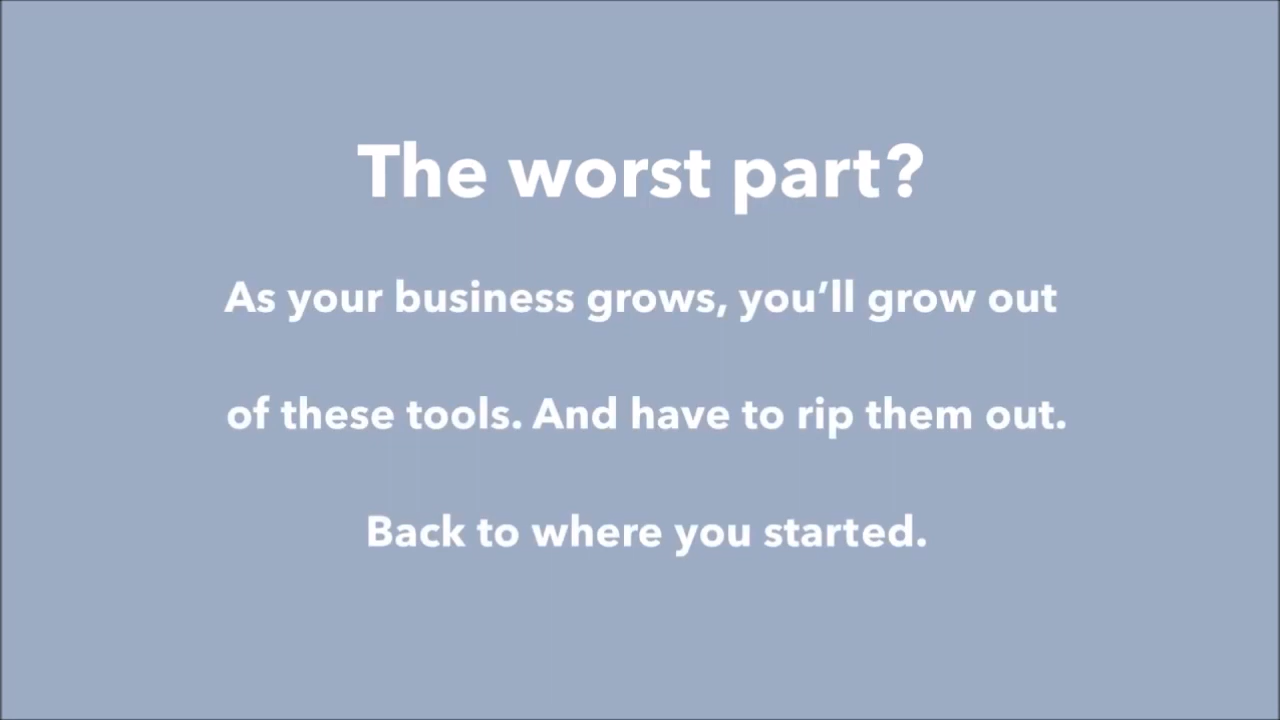 The worst part?
As your business grows, you’ll grow out
of these tools. And have to rip them out.
Back to where you started.